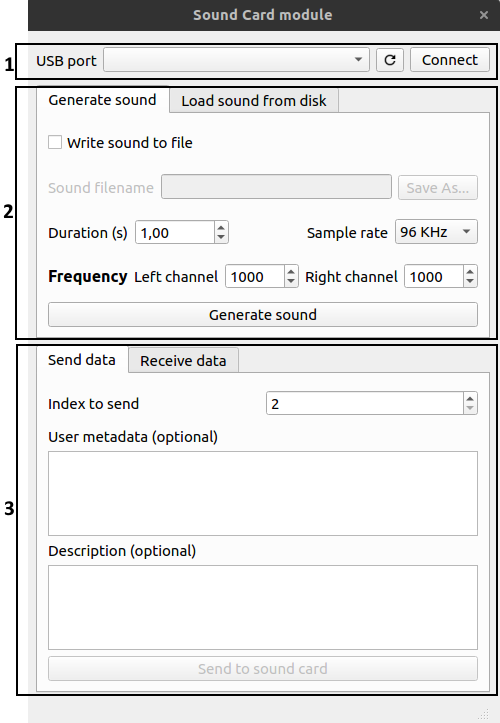 Sound Card module ×
1 USB port Connect
2
Generate sound Load sound from disk
Write sound to file
Sound filename Save As...
Duration (s) 1,00 Sample rate 96 KHz
Frequency Left channel 1000 Right channel 1000
Generate sound
3
Send data Receive data
Index to send 2
User metadata (optional)
Description (optional)
Send to sound card